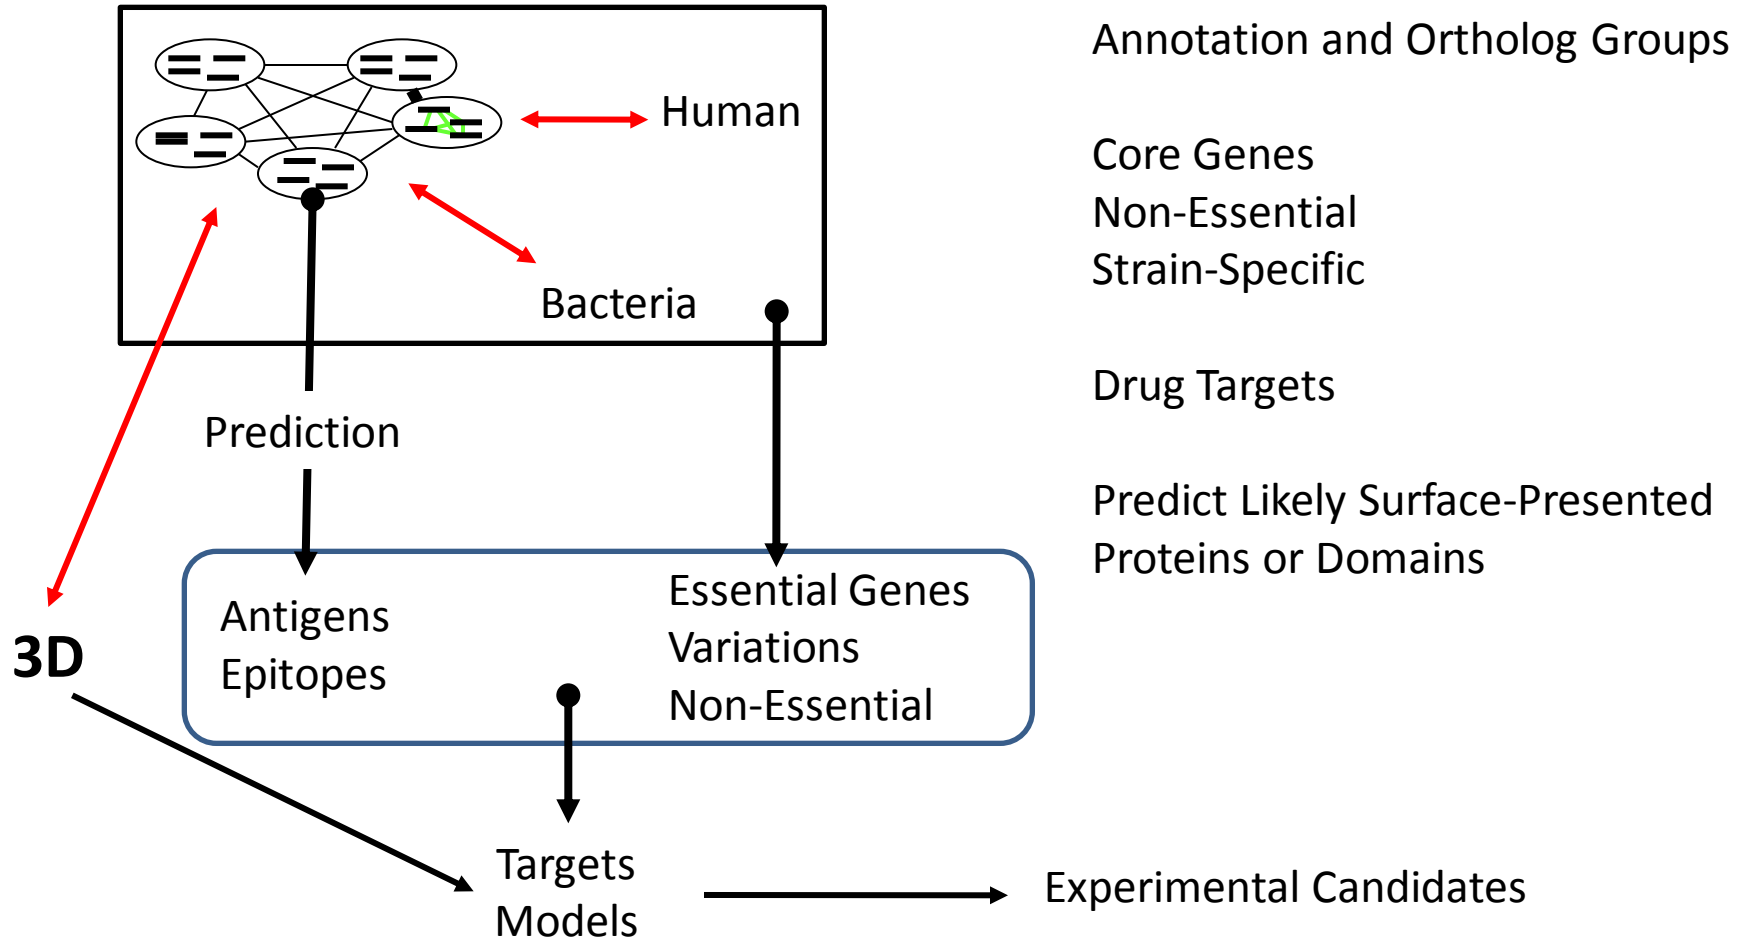 Human
Bacteria
Prediction
Antigens
Epitopes
Essential Genes
Variations
Non-Essential
3D
Targets
Models
Experimental Candidates
Annotation and Ortholog Groups
Core Genes
Non-Essential
Strain-Specific
Drug Targets
Predict Likely Surface-Presented
Proteins or Domains